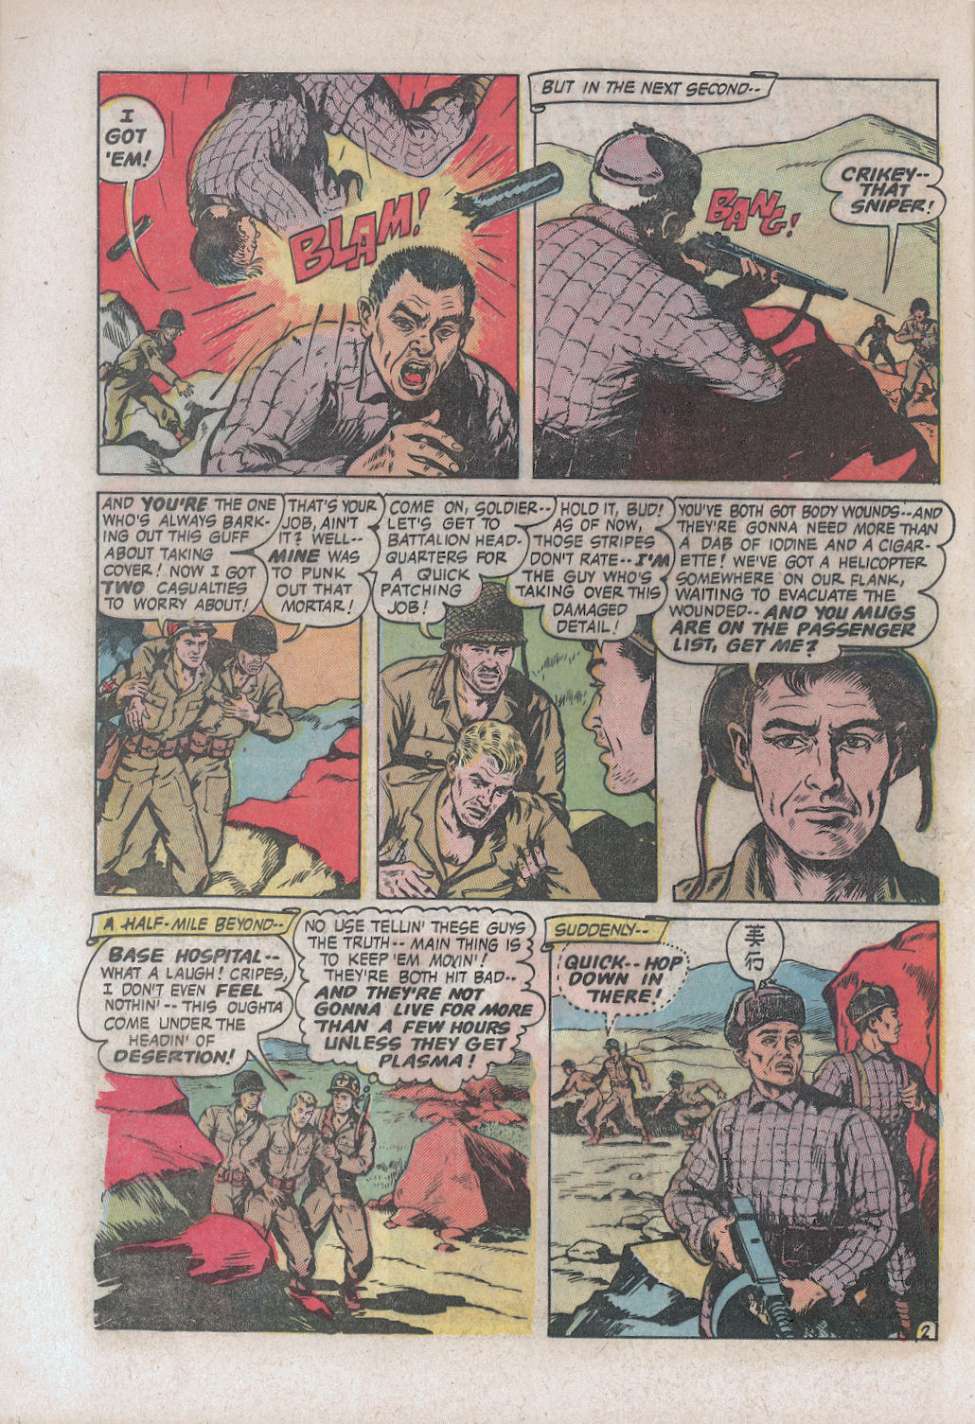 I
GOT
'EM!
BLAM!
BUT IN THE NEXT SECOND--
BANG!
CRIKEY--
THAT
SNIPER!
AND YOU'RE THE ONE
WHO'S ALWAYS BARK-
ING OUT THIS GUFF
ABOUT TAKING
COVER! NOW I GOT
TWO CASUALTIES
TO WORRY ABOUT!
THAT'S YOUR
JOB, AIN'T
IT? WELL--
MINE WAS
TO PUNK
OUT THAT
MORTAR!
COME ON, SOLDIER--
LET'S GET TO
BATTALION HEAD-
QUARTERS FOR
A QUICK
PATCHING
JOB!
HOLD IT, BUD!
AS OF NOW,
THOSE STRIPES
DON'T RATE--I'M
THE GUY WHO'S
TAKING OVER THIS
DAMAGED
DETAIL!
YOU'VE BOTH GOT BODY WOUNDS--AND
THEY'RE GONNA NEED MORE THAN
A DAB OF IODINE AND A CIGAR-
ETTE! WE'VE GOT A HELICOPTER
SOMEWHERE ON OUR FLANK,
WAITING TO EVACUATE THE
WOUNDED--AND YOU MUGS
ARE ON THE PASSENGER
LIST, GET ME?
A HALF-MILE BEYOND--
BASE HOSPITAL--
WHAT A LAUGH! CRIPES,
I DON'T EVEN FEEL
NOTHIN'--THIS OUGHTA
COME UNDER THE
HEADIN' OF
DESERTION!
NO USE TELLIN' THESE GUYS
THE TRUTH--MAIN THING IS
TO KEEP 'EM MOVIN'!
THEY'RE BOTH HIT BAD--
AND THEY'RE NOT
GONNA LIVE FOR MORE
THAN A FEW HOURS
UNLESS THEY GET
PLASMA!
SUDDENLY--
QUICK--HOP
DOWN IN
THERE!
英
行
2